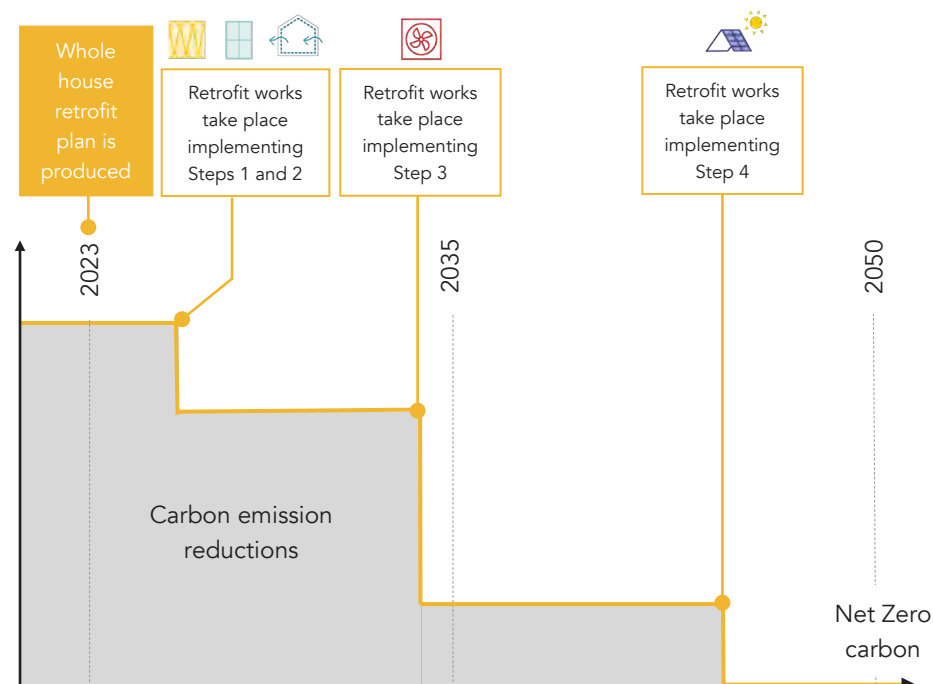 Whole
house
retrofit
plan is
produced
Retrofit works
take place
implementing
Steps 1 and 2
Retrofit works
take place
implementing
Step 3
Retrofit works
take place
implementing
Step 4
2023
2035
2050
Carbon emission
reductions
Net Zero
carbon